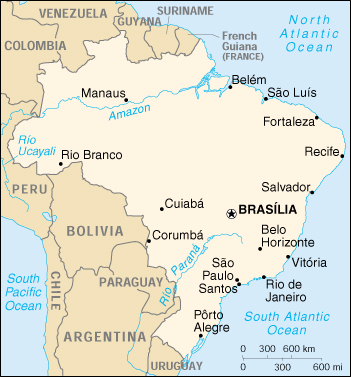 VENEZUELA
SURINAME
GUYANA
French
Guiana
(FRANCE)
North
Atlantic
Ocean
COLOMBIA
Belém
Manaus
São Luís
Amazon
Fortaleza
Rio
Ucayali
Rio Branco
Recife
PERU
Salvador
Cuiabá
BRASÍLIA
BOLIVIA
Corumbá
Belo
Horizonte
Vitória
Rio Paraná
São
Paulo
Santos
Rio de
Janeiro
South
Pacific
Ocean
CHILE
PARAGUAY
Pôrto
Alegre
South Atlantic
Ocean
ARGENTINA
URUGUAY
0 300 600 km
0 300 600 mi